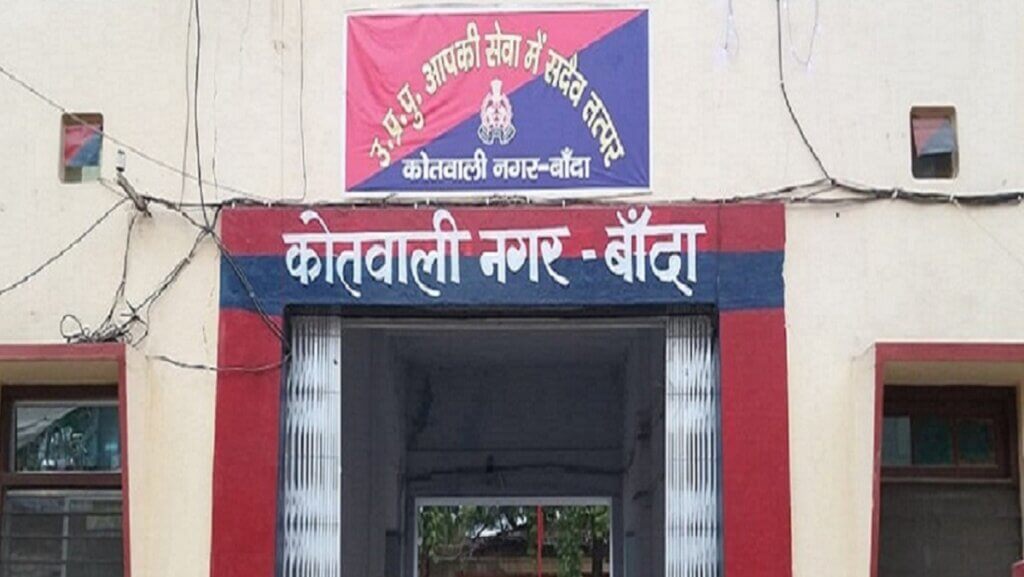 उ.प्र.पु. आपकी सेवा में सदैव तत्पर
कोतवाली नगर-बाँदा
कोतवाली नगर - बाँदा